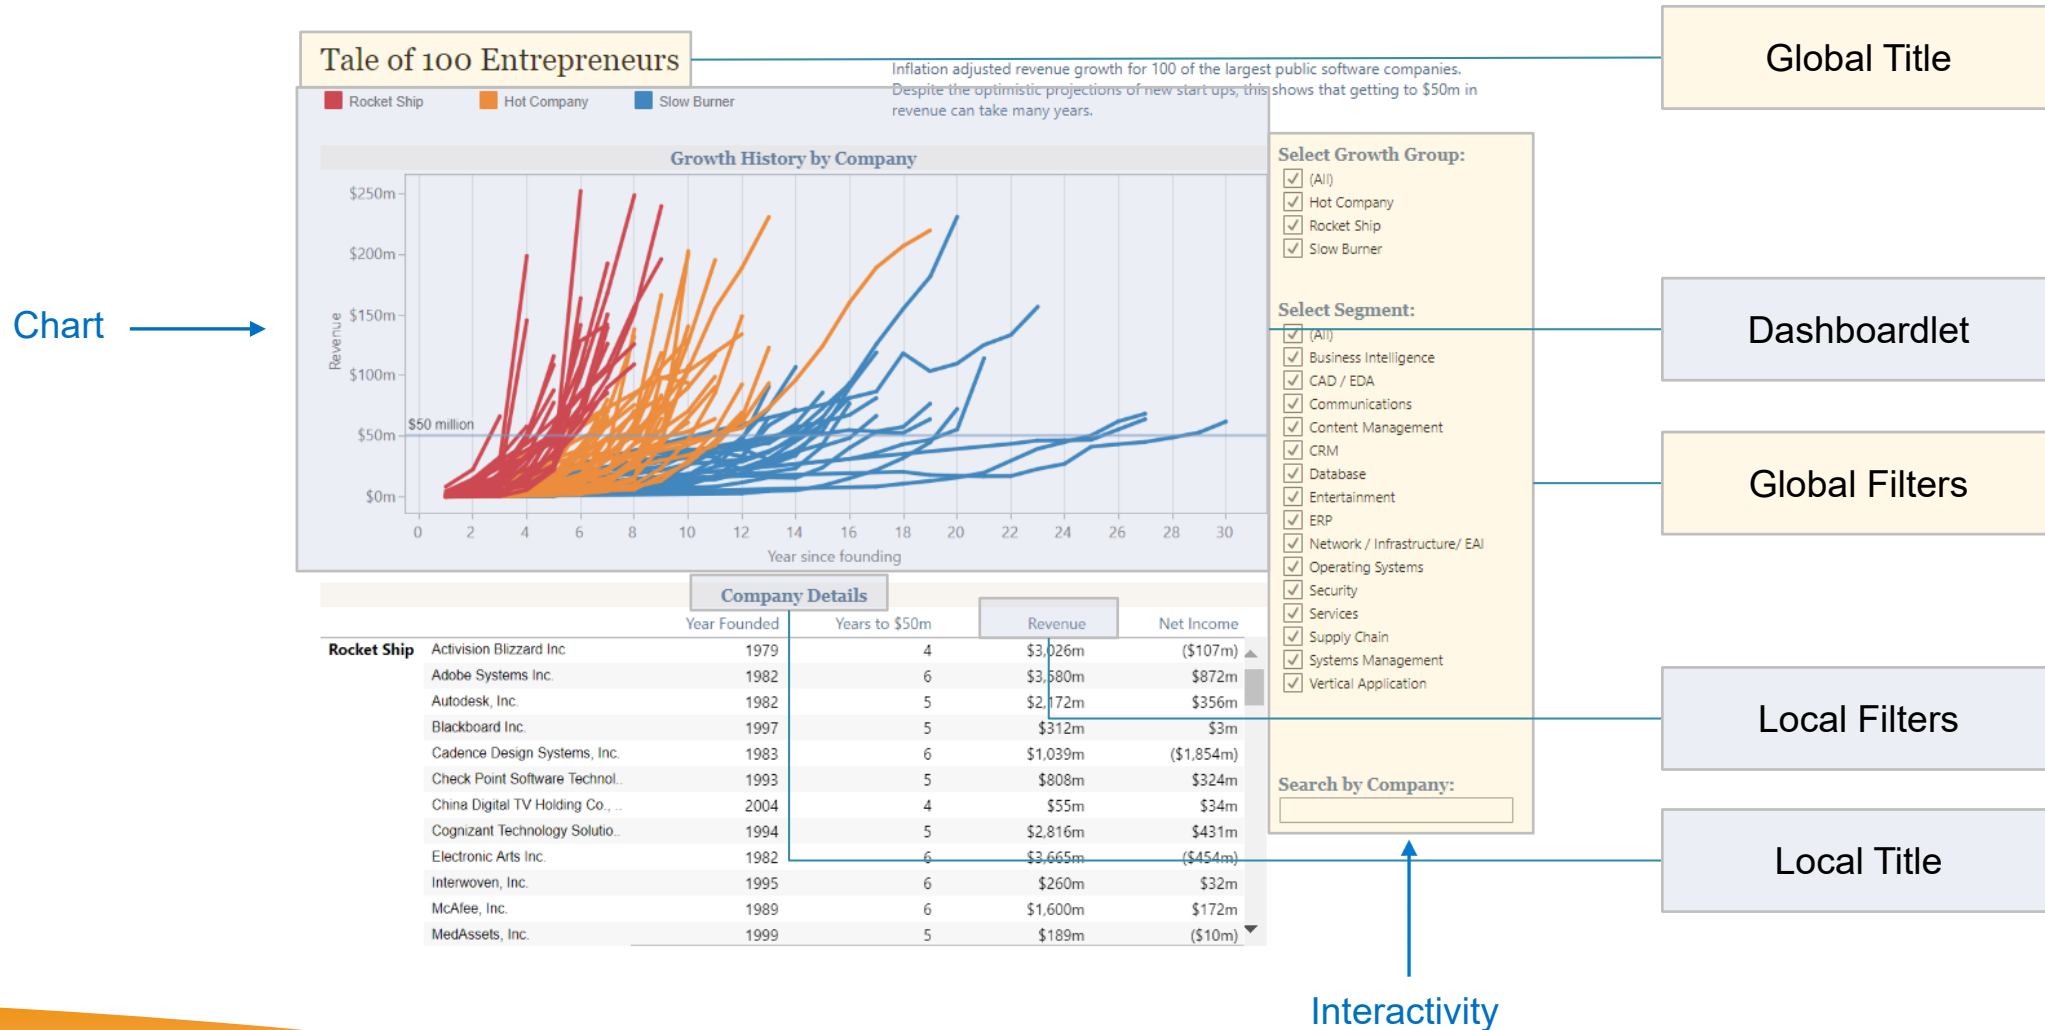 Tale of 100 Entrepreneurs
Global Title
Inflation adjusted revenue growth for 100 of the largest public software companies.
Despite the optimistic projections of new start ups, this shows that getting to $50m in
revenue can take many years.
Rocket Ship
Hot Company
Slow Burner
Growth History by Company
$250m
$200m
$150m
$100m
$50m
$0m
Revenue
$50 million
0 2 4 6 8 10 12 14 16 18 20 22 24 26 28 30
Year since founding
Chart
Select Growth Group:
(All)
Hot Company
Rocket Ship
Slow Burner
Select Segment:
(All)
Business Intelligence
CAD / EDA
Communications
Content Management
CRM
Database
Entertainment
ERP
Network / Infrastructure/ EAI
Operating Systems
Security
Services
Supply Chain
Systems Management
Vertical Application
Search by Company:
Dashboardlet
Global Filters
Local Filters
Local Title
Company Details
Year Founded Years to $50m Revenue Net Income
Rocket Ship Activision Blizzard Inc 1979 4 $3,026m ($107m)
Adobe Systems Inc. 1982 6 $3,580m $872m
Autodesk, Inc. 1982 5 $2,172m $356m
Blackboard Inc. 1997 5 $312m $3m
Cadence Design Systems, Inc. 1983 6 $1,039m ($1,854m)
Check Point Software Technol.. 1993 5 $808m $324m
China Digital TV Holding Co., .. 2004 4 $55m $34m
Cognizant Technology Solutio.. 1994 5 $2,816m $431m
Electronic Arts Inc. 1982 6 $3,665m ($454m)
Interwoven, Inc. 1995 6 $260m $32m
McAfee, Inc. 1989 6 $1,600m $172m
MedAssets, Inc. 1999 5 $189m ($10m)
Interactivity